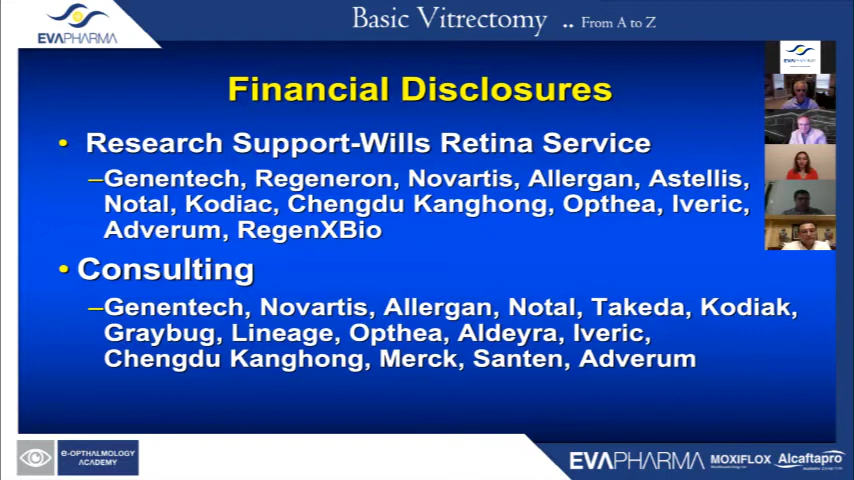 EVAPHARMA
Basic Vitrectomy .. From A to Z
EVAPHARMA
Financial Disclosures
• Research Support-Wills Retina Service
–Genentech, Regeneron, Novartis, Allergan, Astellis,
Notal, Kodiac, Chengdu Kanghong, Opthea, Iveric,
Adverum, RegenXBio
• Consulting
–Genentech, Novartis, Allergan, Notal, Takeda, Kodiak,
Graybug, Lineage, Opthea, Aldeyra, Iveric,
Chengdu Kanghong, Merck, Santen, Adverum
e-OPTHALMOLOGY
ACADEMY
EVAPHARMA MOXIFLOX Alcaftapro